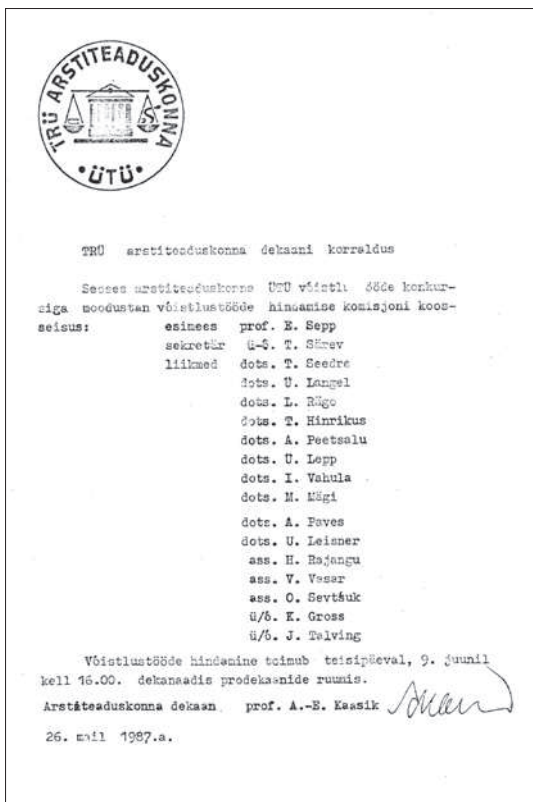 TRÜ ARSTITEADUSKONNA
•ÜTÜ•
TRÜ arstiteaduskonna dekaani korraldus
Seoses arstiteaduskonna ÜTÜ võistlu ööde konkur-
siga moodustan võistlustööde hindamise komisjoni koos-
seisus: esimees prof. E. Sepp
sekretär ü-õ. T. Särev
liikmed dots. T. Seedre
dots. Ü. Langel
dots. L. Rägo
dots. T. Hinrikus
dots. A. Peetsalu
dots. Ü. Lepp
dots. I. Vahula
dots. M. Mägi
dots. A. Paves
dots. U. Leisner
ass. H. Rajangu
ass. V. Vasar
ass. O. Sevtšuk
ü/õ. K. Gross
ü/õ. J. Talving
Võistlustööde hindamine toimub teisipäeval, 9. juunil
kell 16.00. dekanaadis prodekaanide ruumis.
Arstiteaduskonna dekaan prof. A.-E. Kaasik
26. mail 1987.a.